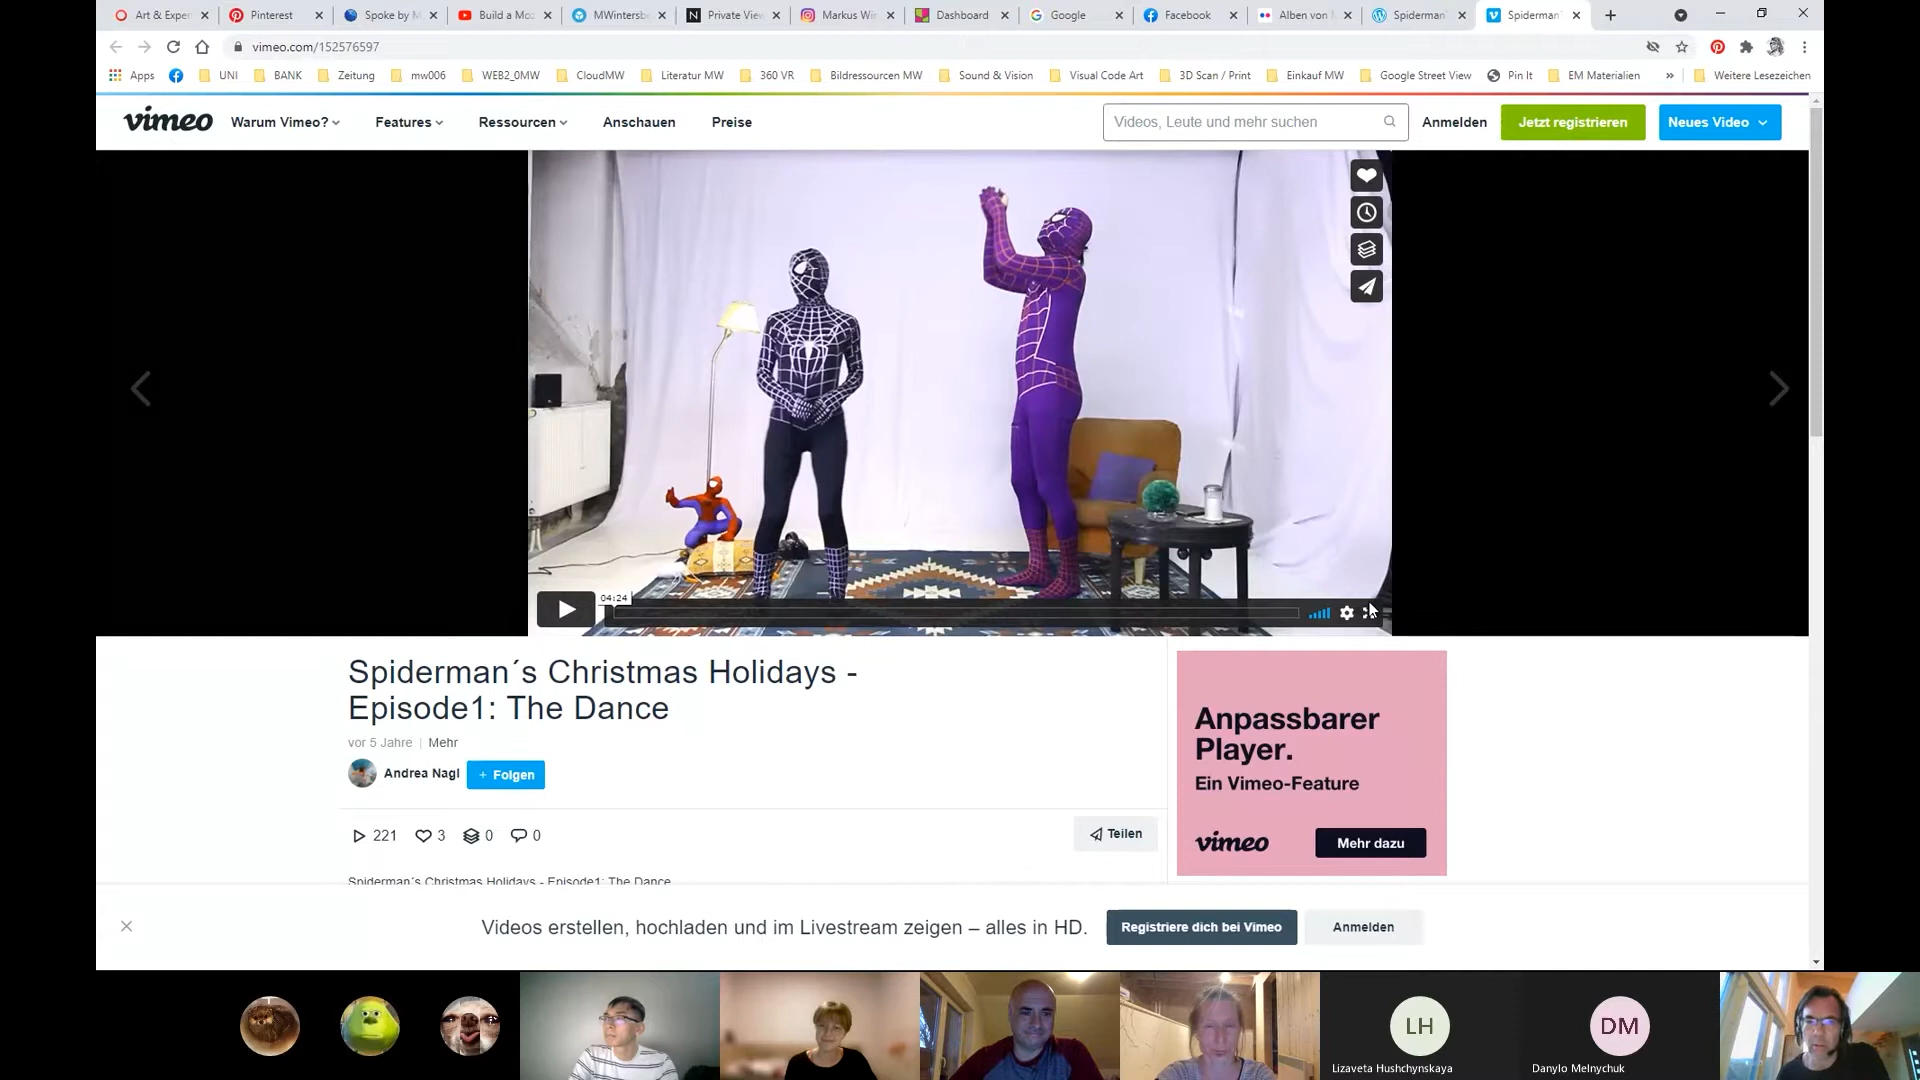 Art & Exper
Pinterest
Spoke by M
Build a Moz
MWintersbe
Private View
Markus Win
Dashboard
Google
Facebook
Alben von M
Spiderman´
Spiderman´
vimeo.com/152576597
Apps
UNI
BANK
Zeitung
mw006
WEB2_0MW
CloudMW
Literatur MW
360 VR
Bildressourcen MW
Sound & Vision
Visual Code Art
3D Scan / Print
Einkauf MW
Google Street View
Pin It
EM Materialien
»
Weitere Lesezeichen
vimeo
Warum Vimeo?
Features
Ressourcen
Anschauen
Preise
Videos, Leute und mehr suchen
Anmelden
Jetzt registrieren
Neues Video
04:24
Spiderman´s Christmas Holidays -
Episode1: The Dance
vor 5 Jahre | Mehr
Andrea Nagl
+ Folgen
221
3
0
0
Teilen
Spiderman´s Christmas Holidays - Episode1: The Dance
Anpassbarer
Player.
Ein Vimeo-Feature
vimeo
Mehr dazu
Videos erstellen, hochladen und im Livestream zeigen – alles in HD.
Registriere dich bei Vimeo
Anmelden
LH
DM
Lizaveta Hushchynskaya
Danylo Melnychuk